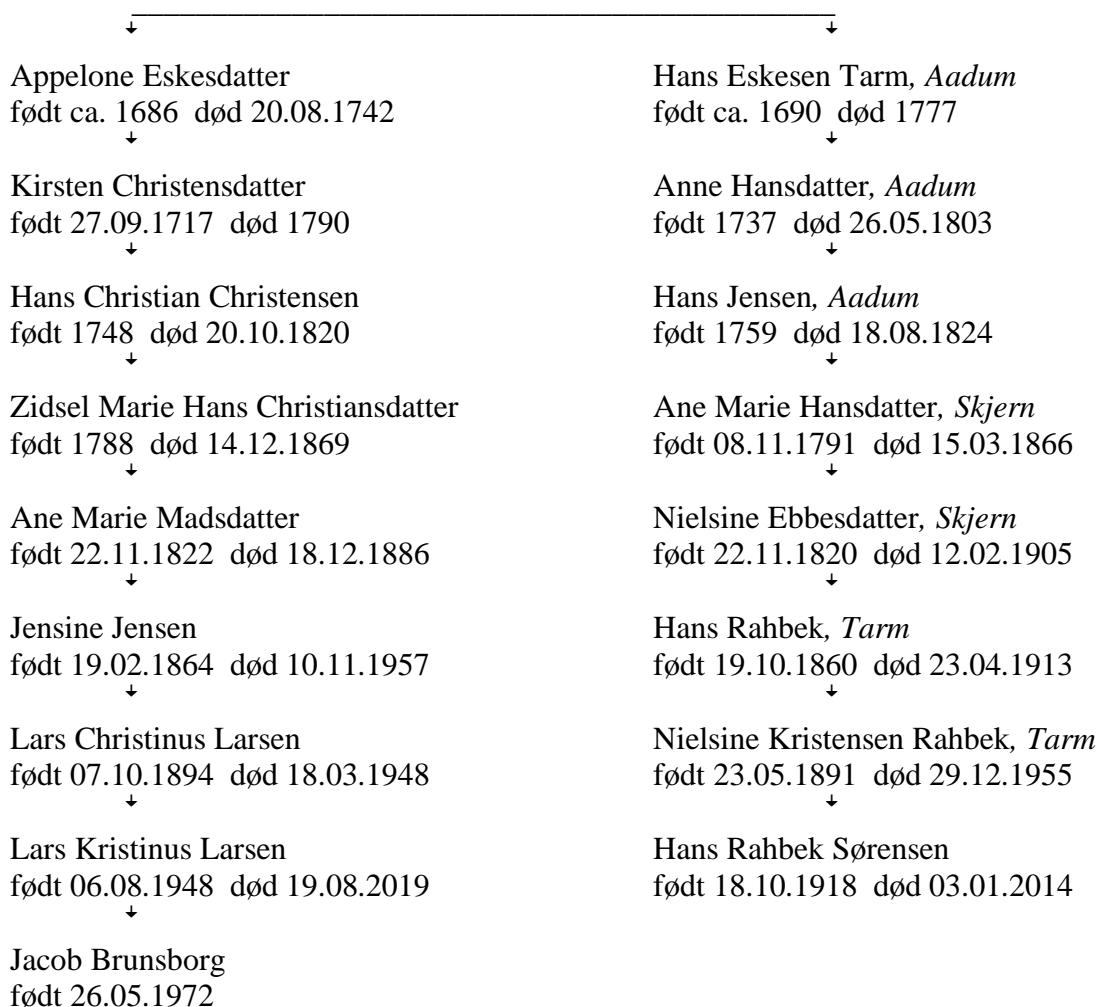 Appelone Eskesdatter
født ca. 1686  død 20.08.1742
Kirsten Christensdatter
født 27.09.1717  død 1790
Hans Christian Christensen
født 1748  død 20.10.1820
Zidsel Marie Hans Christiansdatter
født 1788  død 14.12.1869
Ane Marie Madsdatter
født 22.11.1822  død 18.12.1886
Jensine Jensen
født 19.02.1864  død 10.11.1957
Lars Christinus Larsen
født 07.10.1894  død 18.03.1948
Lars Kristinus Larsen
født 06.08.1948  død 19.08.2019
Jacob Brunsborg
født 26.05.1972
Hans Eskesen Tarm, Aadum
født ca. 1690  død 1777
Anne Hansdatter, Aadum
født 1737  død 26.05.1803
Hans Jensen, Aadum
født 1759  død 18.08.1824
Ane Marie Hansdatter, Skjern
født 08.11.1791  død 15.03.1866
Nielsine Ebbesdatter, Skjern
født 22.11.1820  død 12.02.1905
Hans Rahbek, Tarm
født 19.10.1860  død 23.04.1913
Nielsine Kristensen Rahbek, Tarm
født 23.05.1891  død 29.12.1955
Hans Rahbek Sørensen
født 18.10.1918  død 03.01.2014